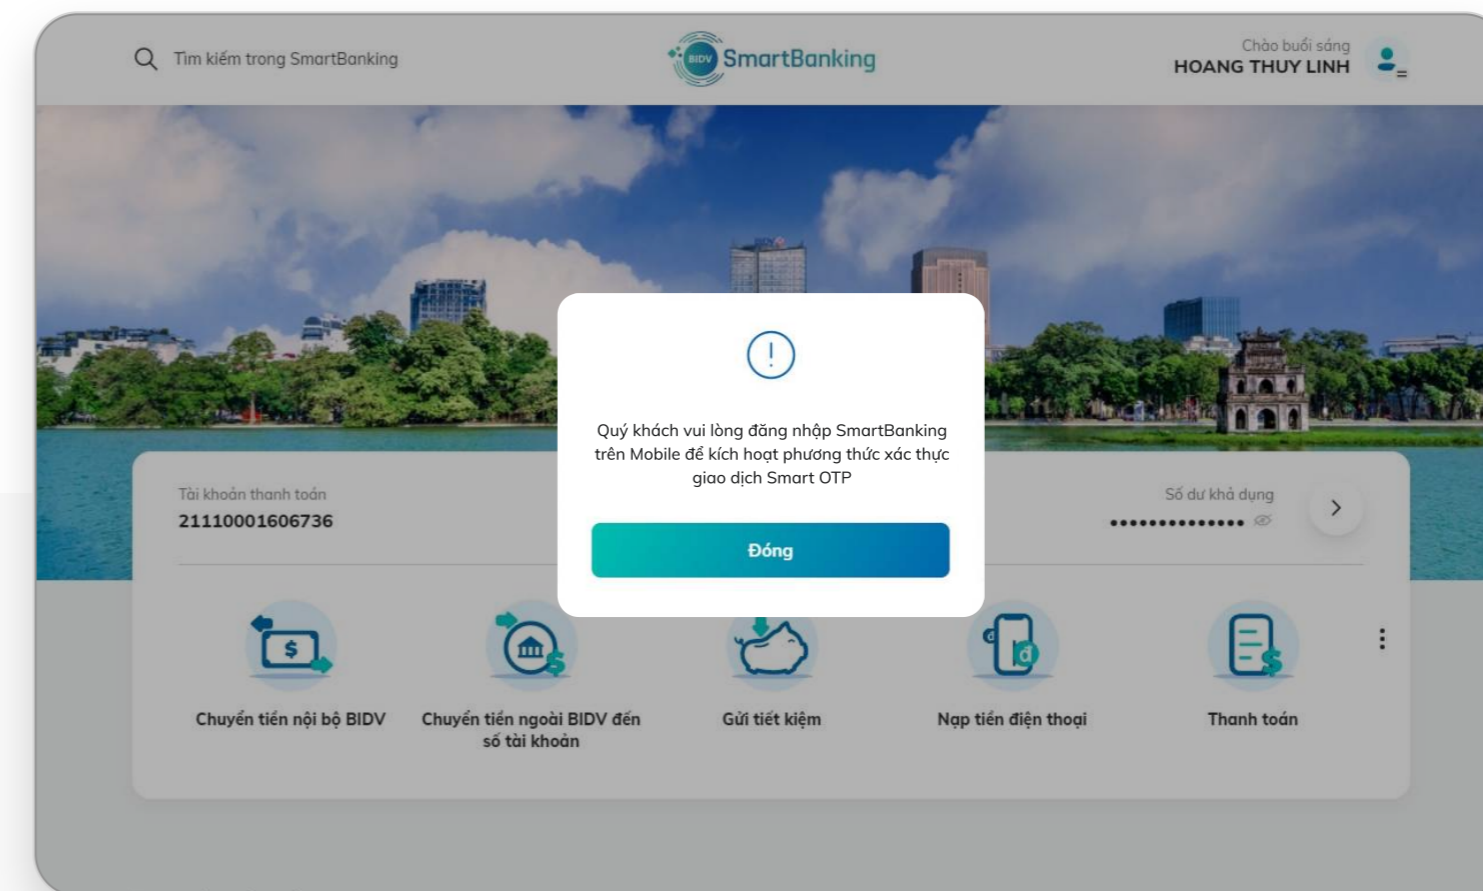 Tìm kiếm trong SmartBanking
BIDV SmartBanking
Chào buổi sáng
HOANG THUY LINH
BIDV
Quý khách vui lòng đăng nhập SmartBanking
trên Mobile để kích hoạt phương thức xác thực
giao dịch Smart OTP
Đóng
Tài khoản thanh toán
21110001606736
Số dư khả dụng
••••••••••••••
Chuyển tiền nội bộ BIDV
Chuyển tiền ngoài BIDV đến
số tài khoản
Gửi tiết kiệm
Nạp tiền điện thoại
Thanh toán